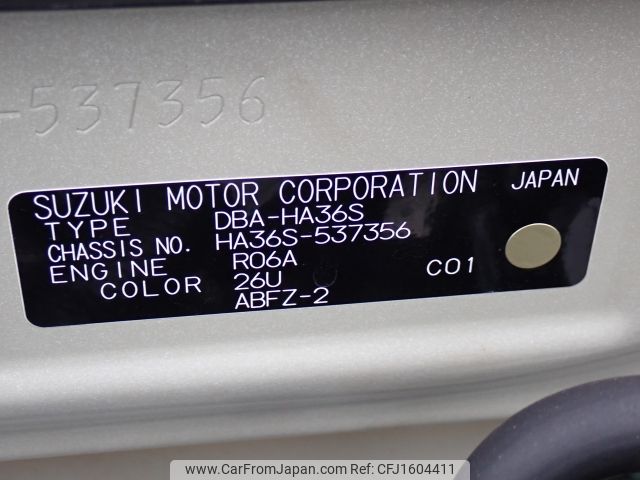 -537356
SUZUKI MOTOR CORPORATION JAPAN
TYPE DBA-HA36S
CHASSIS NO. HA36S-537356
ENGINE R06A
COLOR 26U C01
ABFZ-2
www.CarFromJapan.com CarFromJapan CFJ1604411